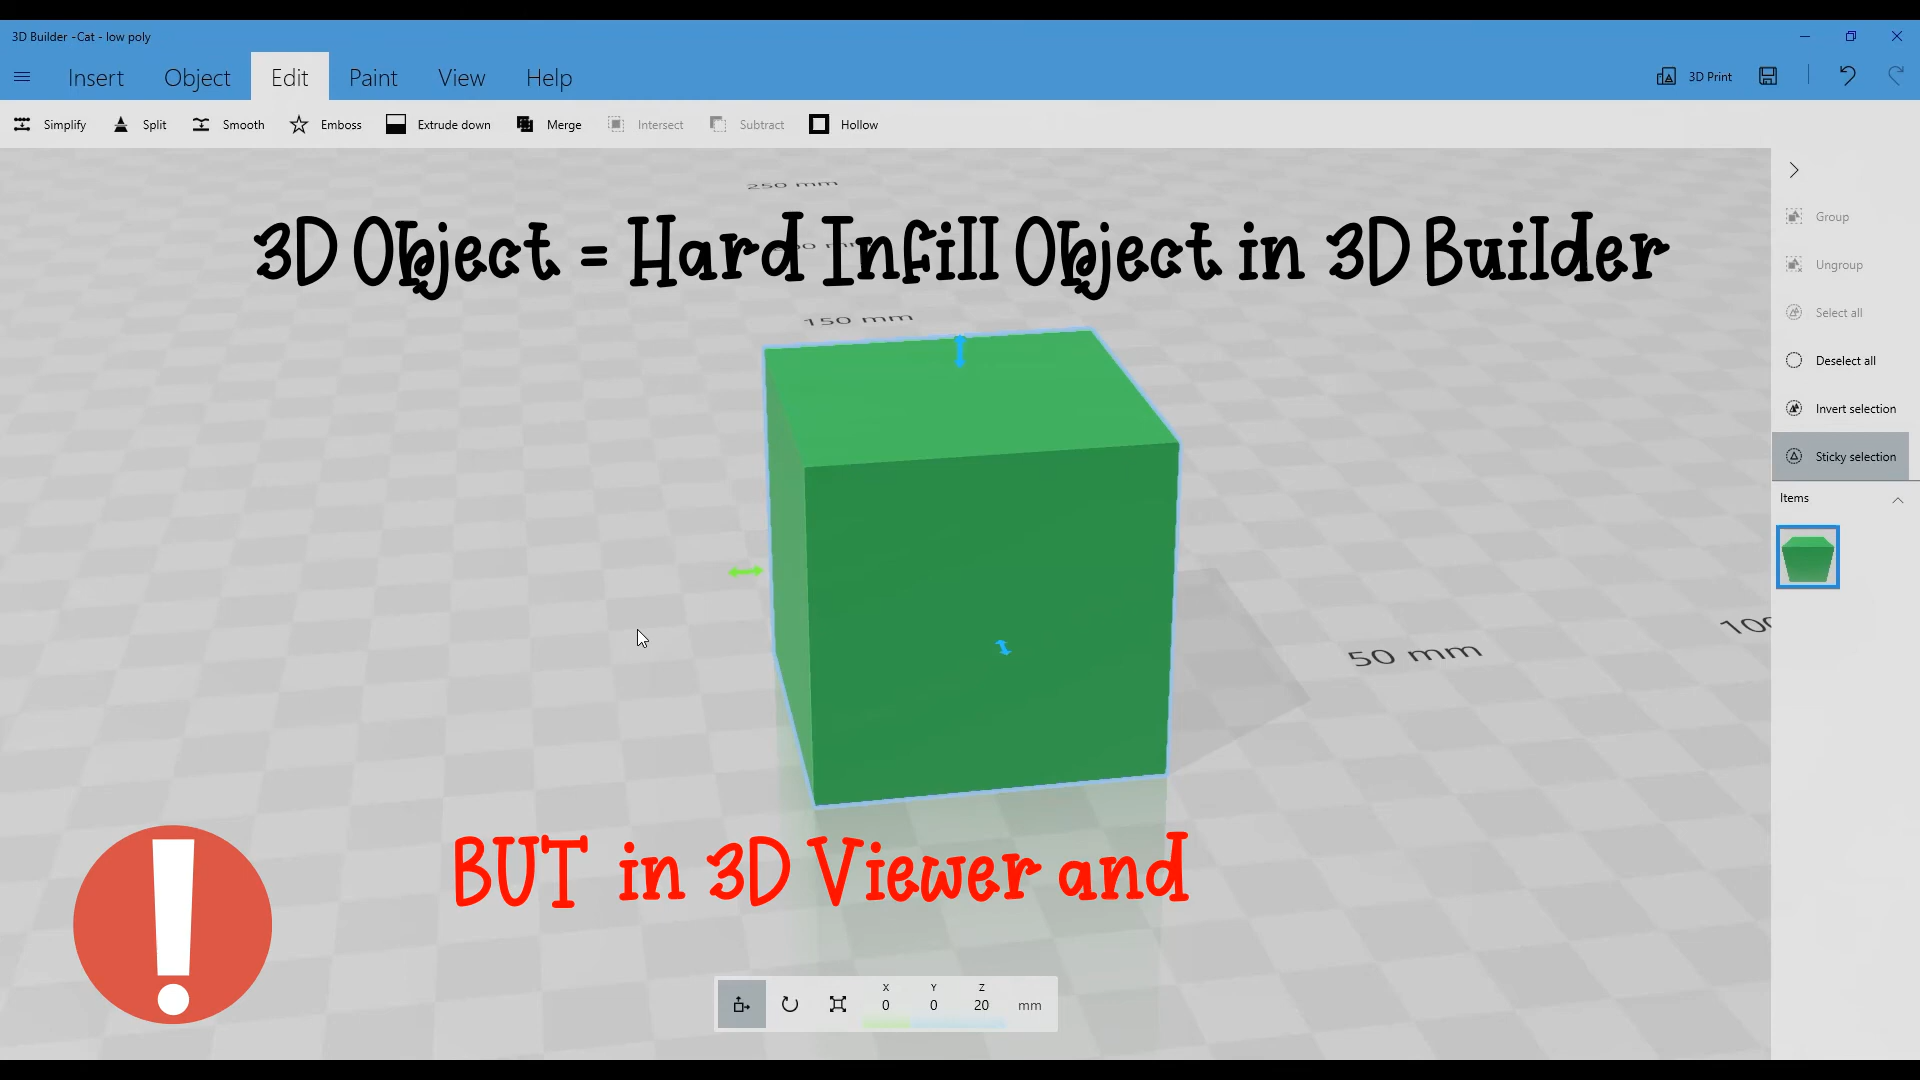 3D Builder -Cat - low poly
Insert Object Edit Paint View Help
3D Print
Simplify Split Smooth Emboss Extrude down Merge Intersect Subtract Hollow
250 mm
3D Object = Hard Infill Object in 3D Builder
150 mm
Group
Ungroup
Select all
Deselect all
Invert selection
Sticky selection
Items
50 mm
BUT in 3D Viewer and
X Y Z
0 0 20 mm